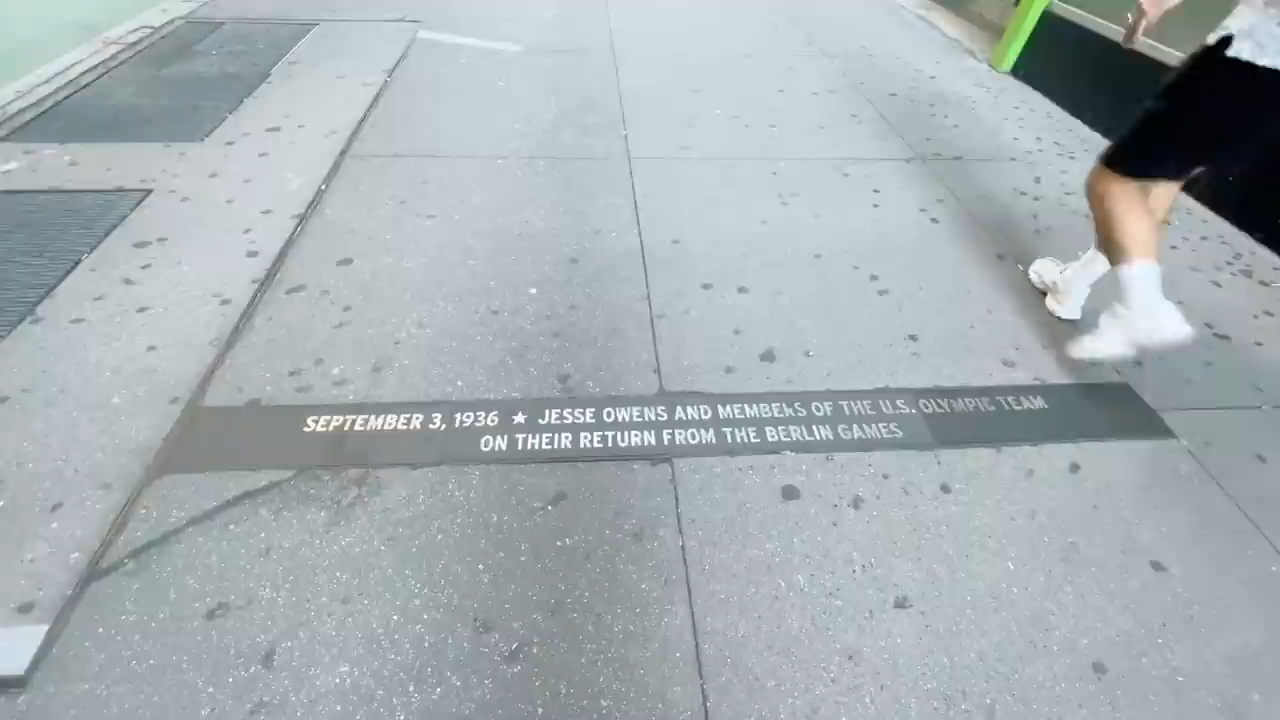 SEPTEMBER 3, 1936 ★ JESSE OWENS AND MEMBERS OF THE U.S. OLYMPIC TEAM
ON THEIR RETURN FROM THE BERLIN GAMES